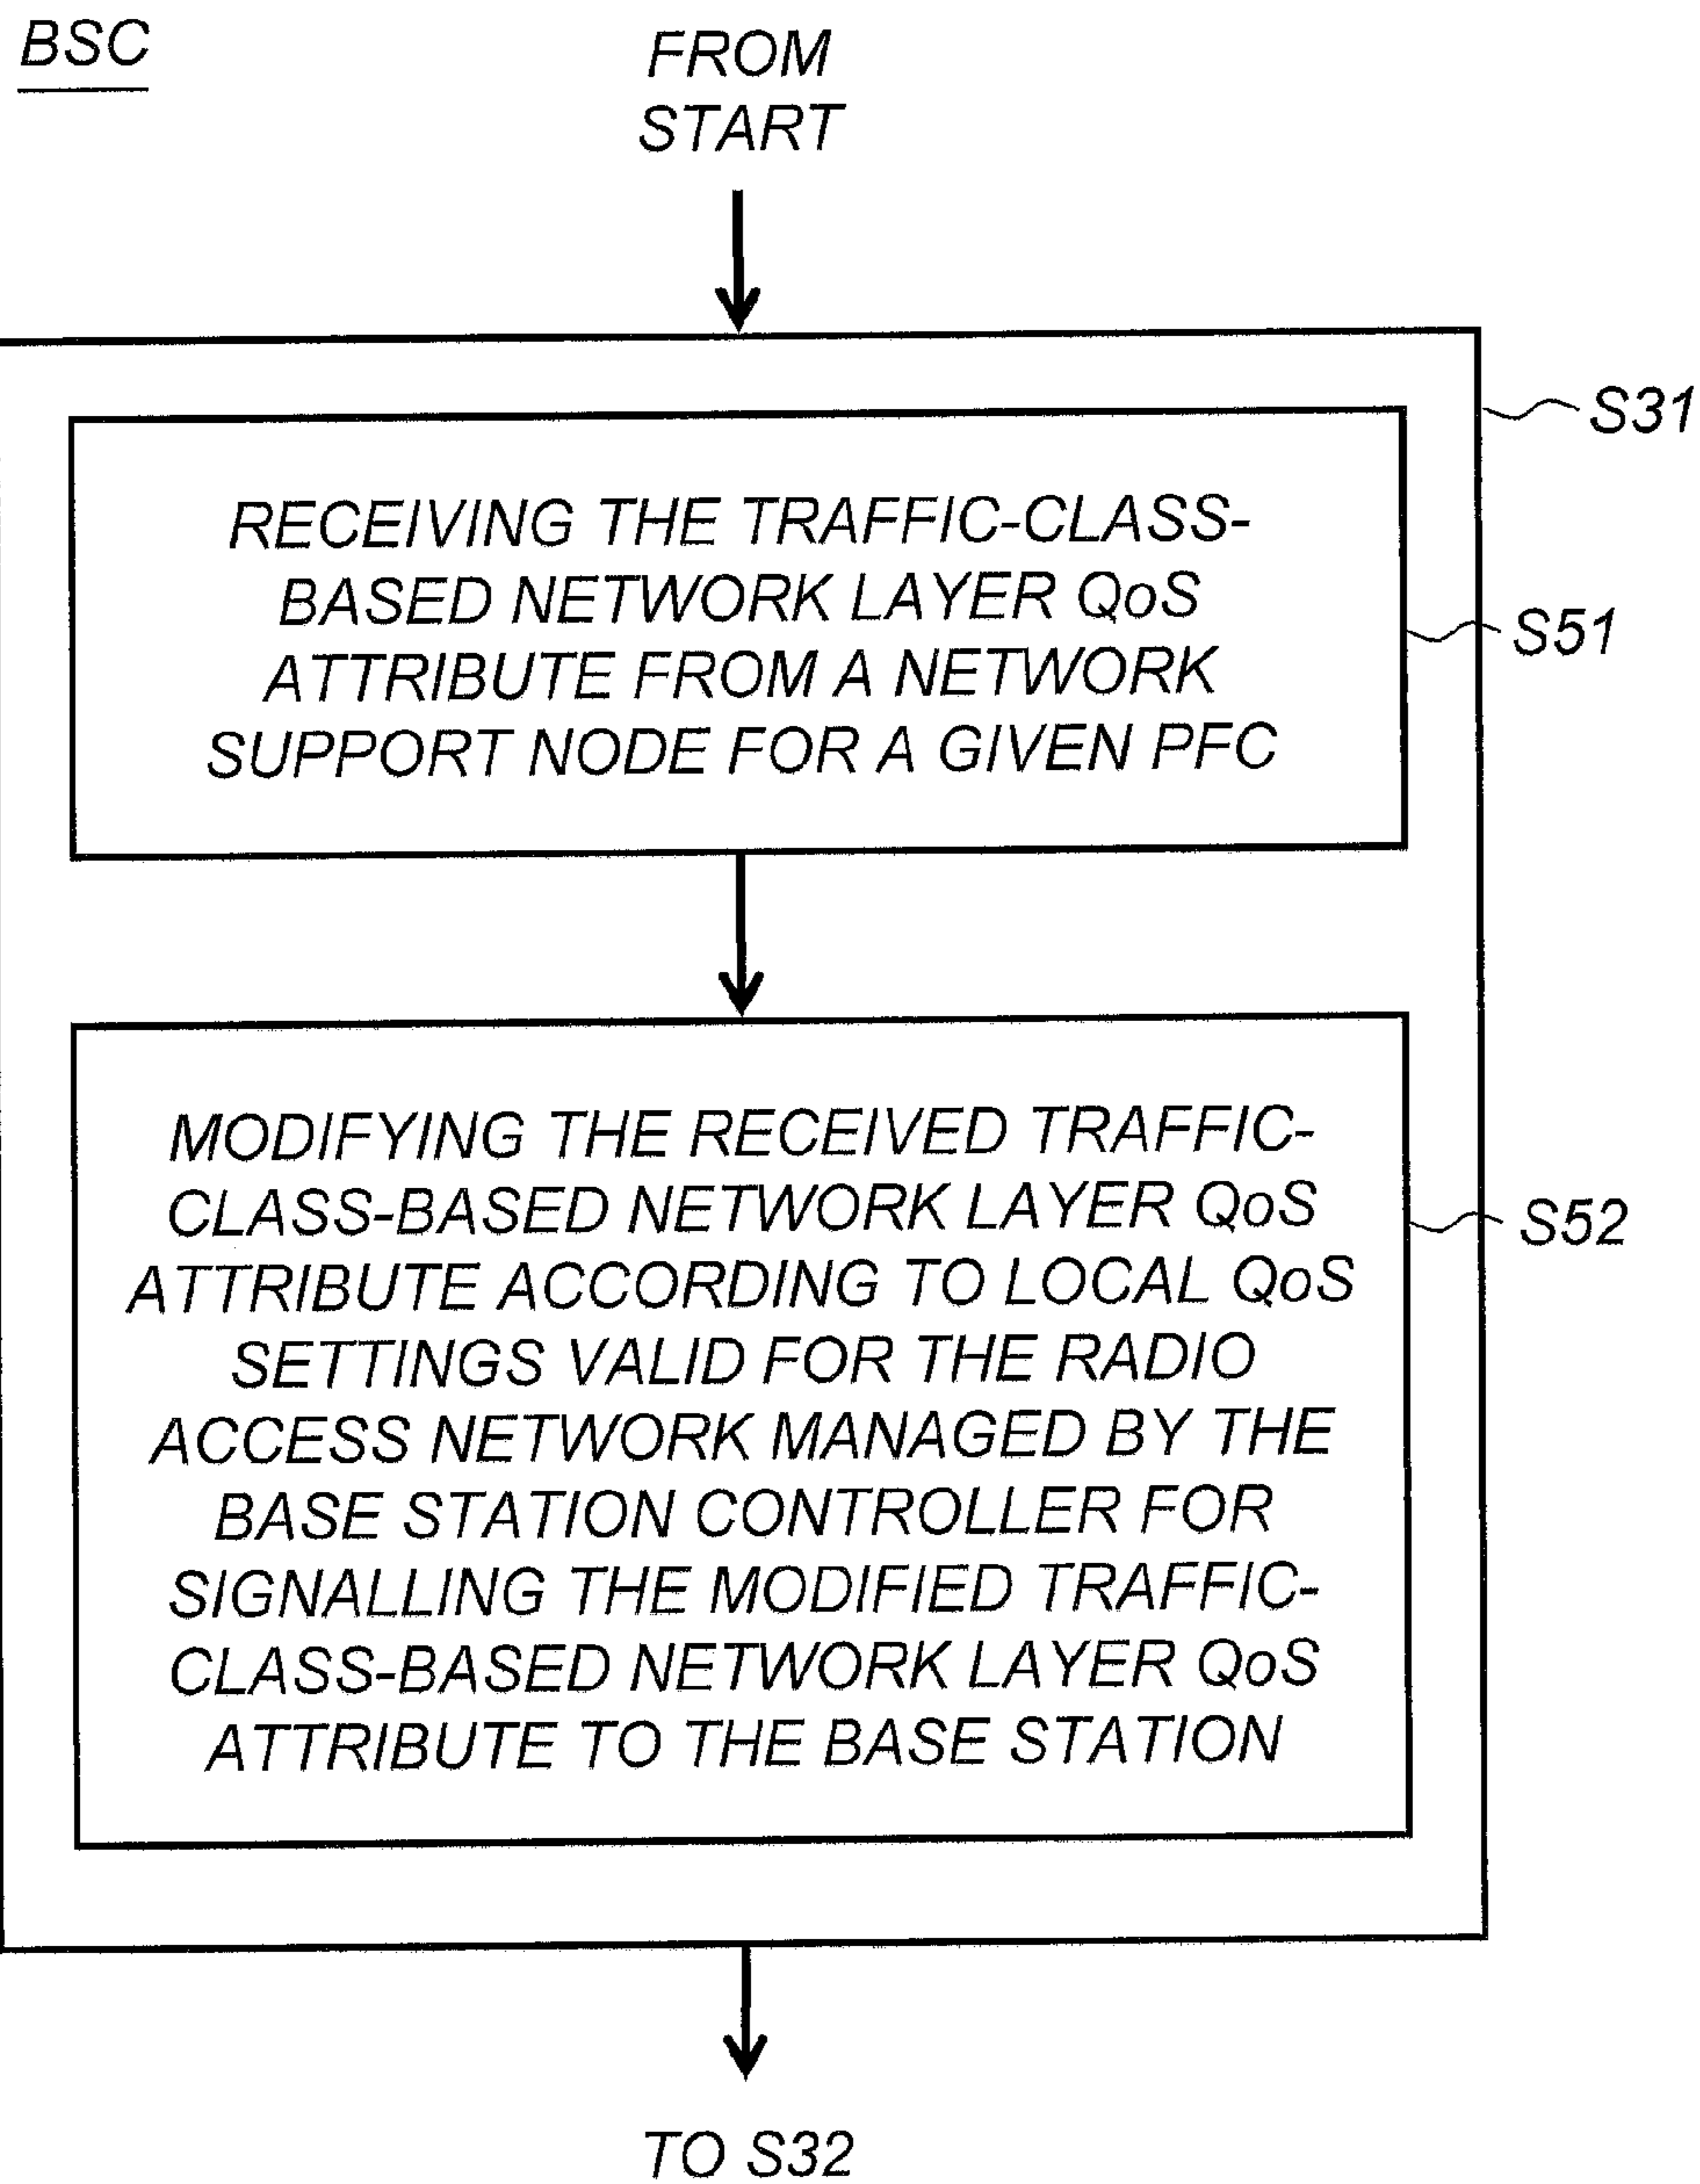 BSC
FROM
START
S31
RECEIVING THE TRAFFIC-CLASS-
BASED NETWORK LAYER QoS
ATTRIBUTE FROM A NETWORK
SUPPORT NODE FOR A GIVEN PFC
S51
MODIFYING THE RECEIVED TRAFFIC-
CLASS-BASED NETWORK LAYER QoS
ATTRIBUTE ACCORDING TO LOCAL QoS
SETTINGS VALID FOR THE RADIO
ACCESS NETWORK MANAGED BY THE
BASE STATION CONTROLLER FOR
SIGNALLING THE MODIFIED TRAFFIC-
CLASS-BASED NETWORK LAYER QoS
ATTRIBUTE TO THE BASE STATION
S52
TO S32